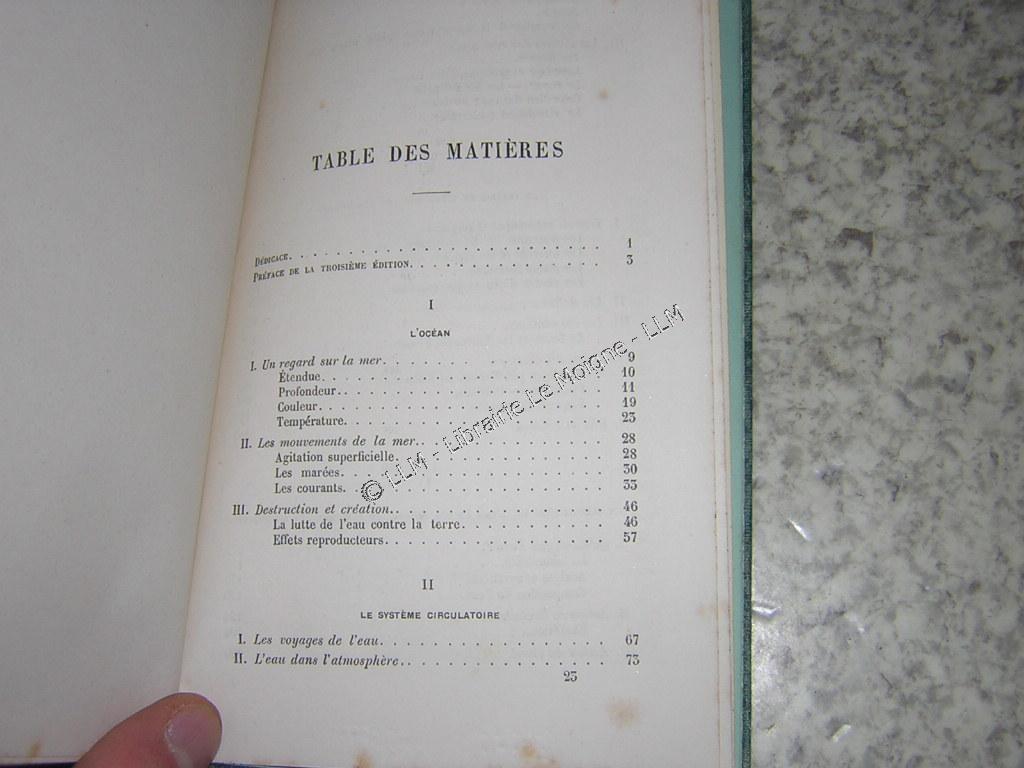 TABLE DES MATIÈRES
DÉDICACE. . . . . . . . . . . . . . . . . . . . . . . . . 1
PRÉFACE DE LA TROISIÈME ÉDITION. . . . . . . . . . . . . . . 3
I
L'OCÉAN
I. Un regard sur la mer. . . . . . . . . . . . . . . . . . 9
Étendue. . . . . . . . . . . . . . . . . . . . . . 10
Profondeur. . . . . . . . . . . . . . . . . . . . . 11
Couleur. . . . . . . . . . . . . . . . . . . . . . 19
Température. . . . . . . . . . . . . . . . . . . . 23
II. Les mouvements de la mer. . . . . . . . . . . . . . . 28
Agitation superficielle. . . . . . . . . . . . . . . . 28
Les marées. . . . . . . . . . . . . . . . . . . . . 30
Les courants. . . . . . . . . . . . . . . . . . . . 33
III. Destruction et création. . . . . . . . . . . . . . . . . 46
La lutte de l'eau contre la terre. . . . . . . . . . . 46
Effets reproducteurs. . . . . . . . . . . . . . . . . 57
II
LE SYSTÈME CIRCULATOIRE
I. Les voyages de l'eau. . . . . . . . . . . . . . . . . 67
II. L'eau dans l'atmosphère. . . . . . . . . . . . . . . . 73
23
© LLM - Librairie Le Moigne - LLM